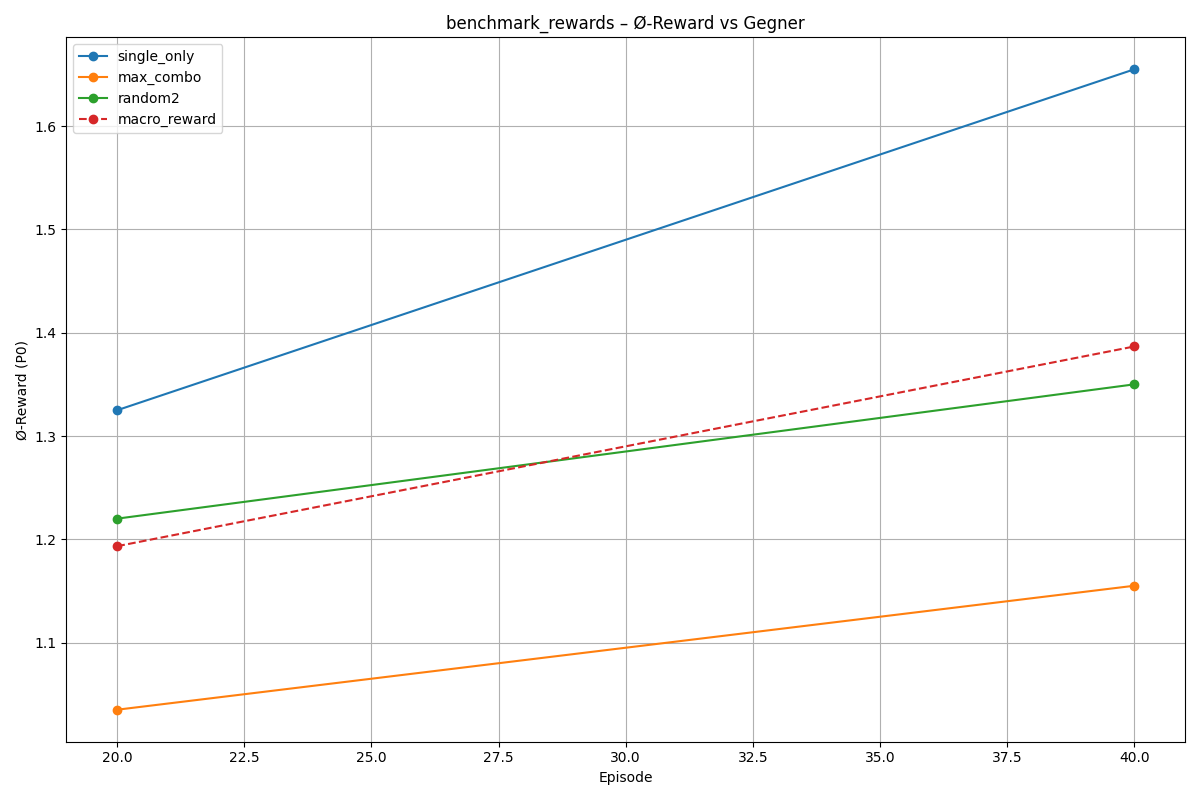 benchmark_rewards – Ø-Reward vs Gegner
single_only
max_combo
random2
macro_reward
Ø-Reward (P0)
1.6
1.5
1.4
1.3
1.2
1.1
20.0 22.5 25.0 27.5 30.0 32.5 35.0 37.5 40.0
Episode